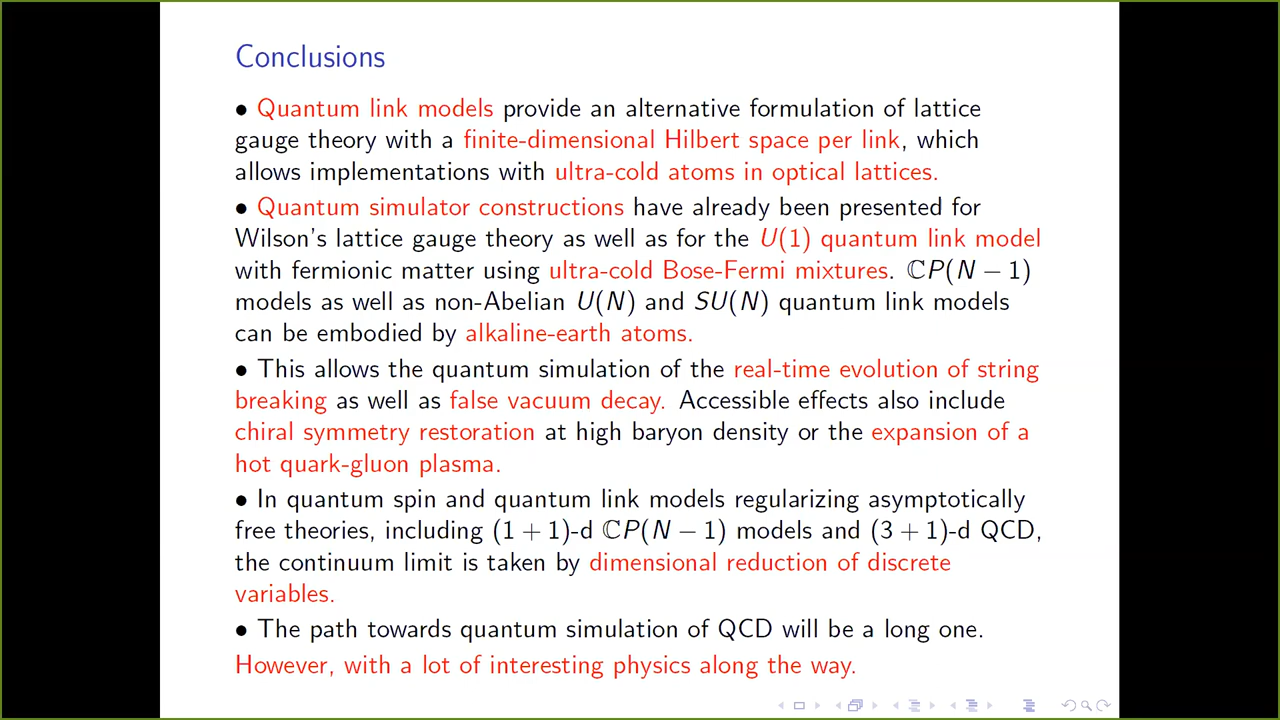 Conclusions
• Quantum link models provide an alternative formulation of lattice
gauge theory with a finite-dimensional Hilbert space per link, which
allows implementations with ultra-cold atoms in optical lattices.
• Quantum simulator constructions have already been presented for
Wilson's lattice gauge theory as well as for the U(1) quantum link model
with fermionic matter using ultra-cold Bose-Fermi mixtures. ℂP(N − 1)
models as well as non-Abelian U(N) and SU(N) quantum link models
can be embodied by alkaline-earth atoms.
• This allows the quantum simulation of the real-time evolution of string
breaking as well as false vacuum decay. Accessible effects also include
chiral symmetry restoration at high baryon density or the expansion of a
hot quark-gluon plasma.
• In quantum spin and quantum link models regularizing asymptotically
free theories, including (1 + 1)-d ℂP(N − 1) models and (3 + 1)-d QCD,
the continuum limit is taken by dimensional reduction of discrete
variables.
• The path towards quantum simulation of QCD will be a long one.
However, with a lot of interesting physics along the way.